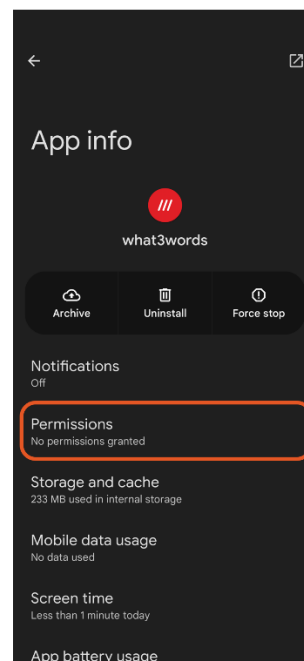 App info
what3words
Archive Uninstall Force stop
Notifications
Off
Permissions
No permissions granted
Storage and cache
233 MB used in internal storage
Mobile data usage
No data used
Screen time
Less than 1 minute today
App battery usage